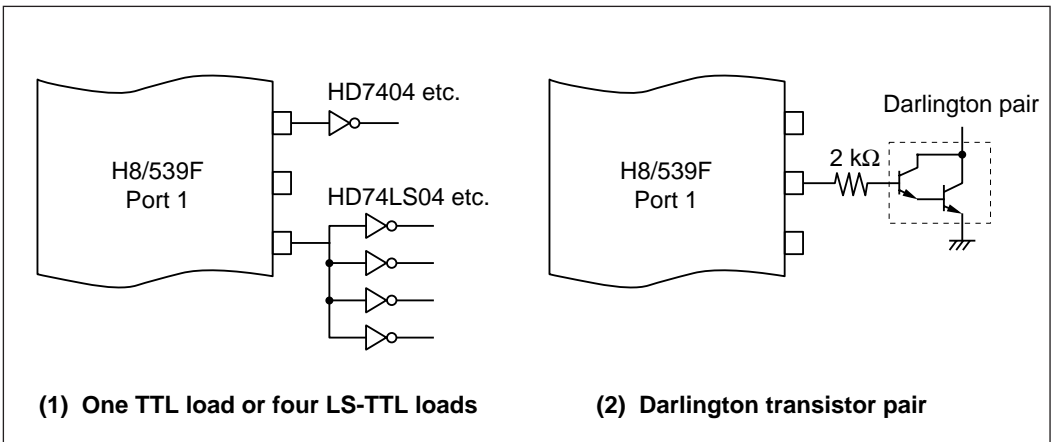 HD7404 etc.
H8/539F
Port 1
HD74LS04 etc.
(1) One TTL load or four LS-TTL loads
Darlington pair
2 kΩ
H8/539F
Port 1
(2) Darlington transistor pair